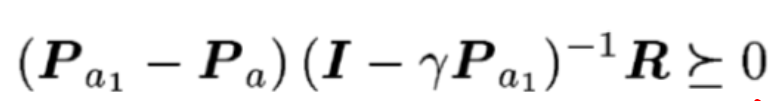 (P_{a_1} − P_a)(I − γP_{a_1})^{−1} R ⪰ 0